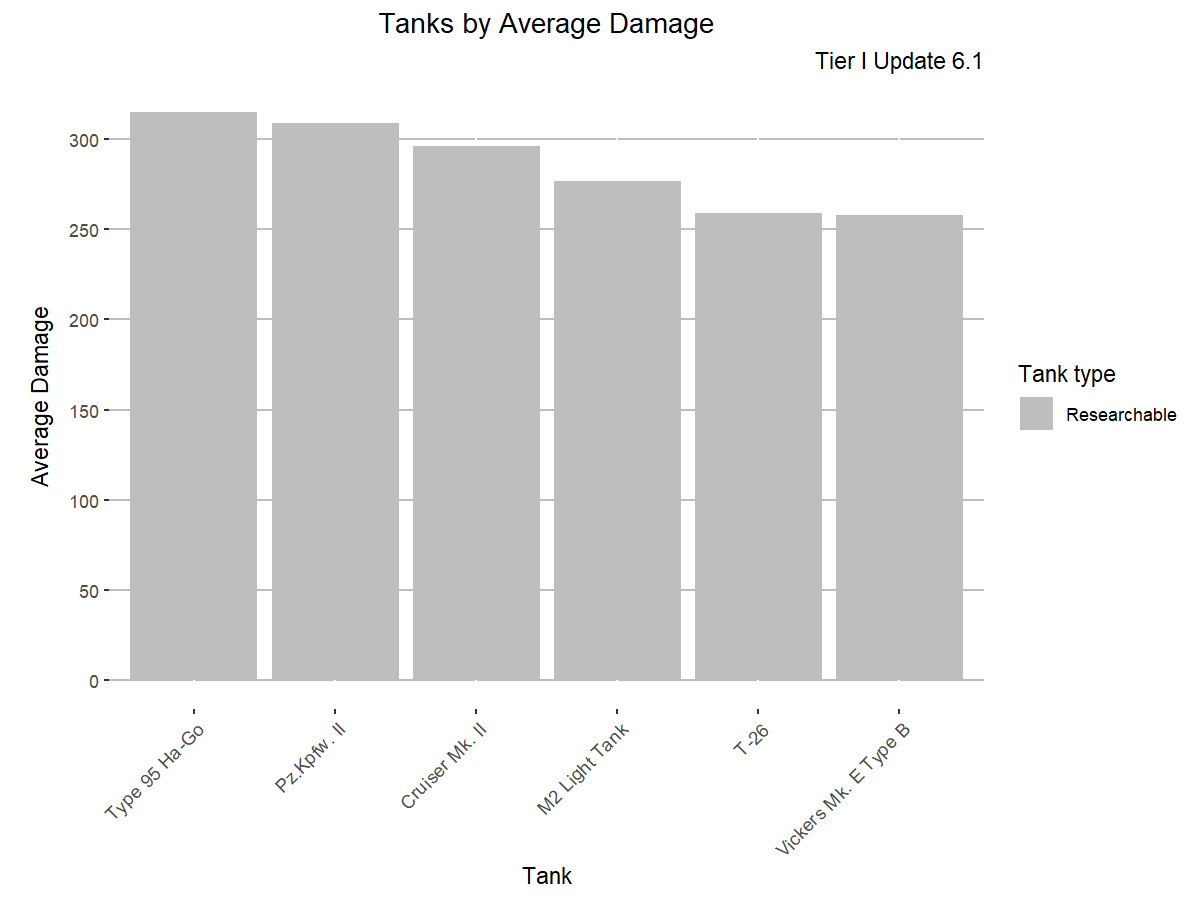 Tanks by Average Damage
Tier I Update 6.1
Average Damage
300
250
200
150
100
50
0
Type 95 Ha-Go
Pz.Kpfw. II
Cruiser Mk. II
M2 Light Tank
T-26
Vickers Mk. E Type B
Tank
Tank type
Researchable